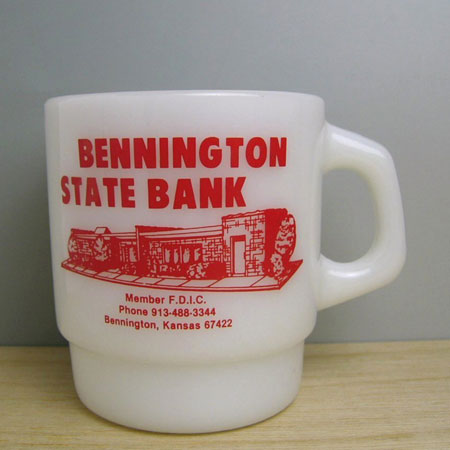 BENNINGTON
STATE BANK
Member F.D.I.C.
Phone 913-488-3344
Bennington, Kansas 67422